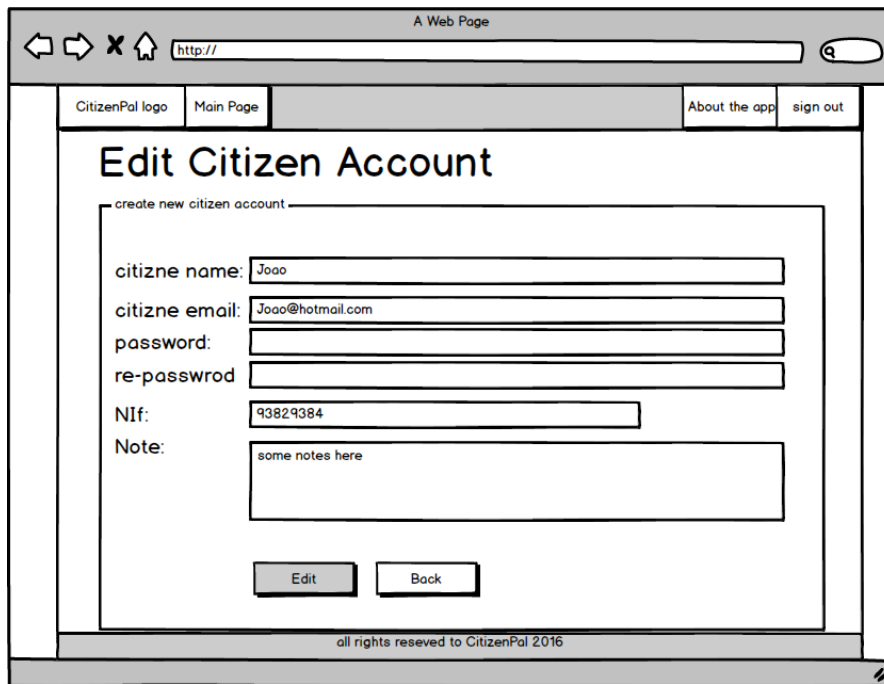 A Web Page
http://
CitizenPal logo Main Page About the app sign out
Edit Citizen Account
create new citizen account
citizne name: Joao
citizne email: Joao@hotmail.com
password:
re-passwrod
NIf: 93829384
Note: some notes here
Edit Back
all rights reseved to CitizenPal 2016